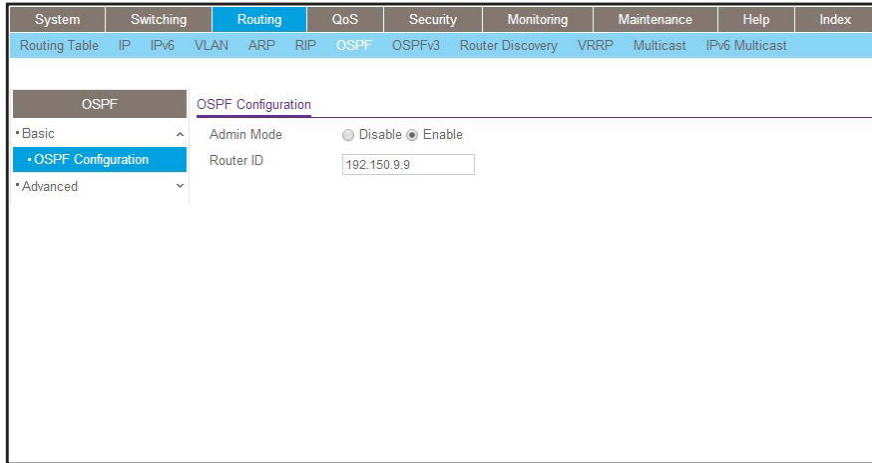 System Switching Routing QoS Security Monitoring Maintenance Help Index
Routing Table IP IPv6 VLAN ARP RIP OSPF OSPFv3 Router Discovery VRRP Multicast IPv6 Multicast
OSPF
Basic
OSPF Configuration
Advanced
OSPF Configuration
Admin Mode Disable Enable
Router ID 192.150.9.9